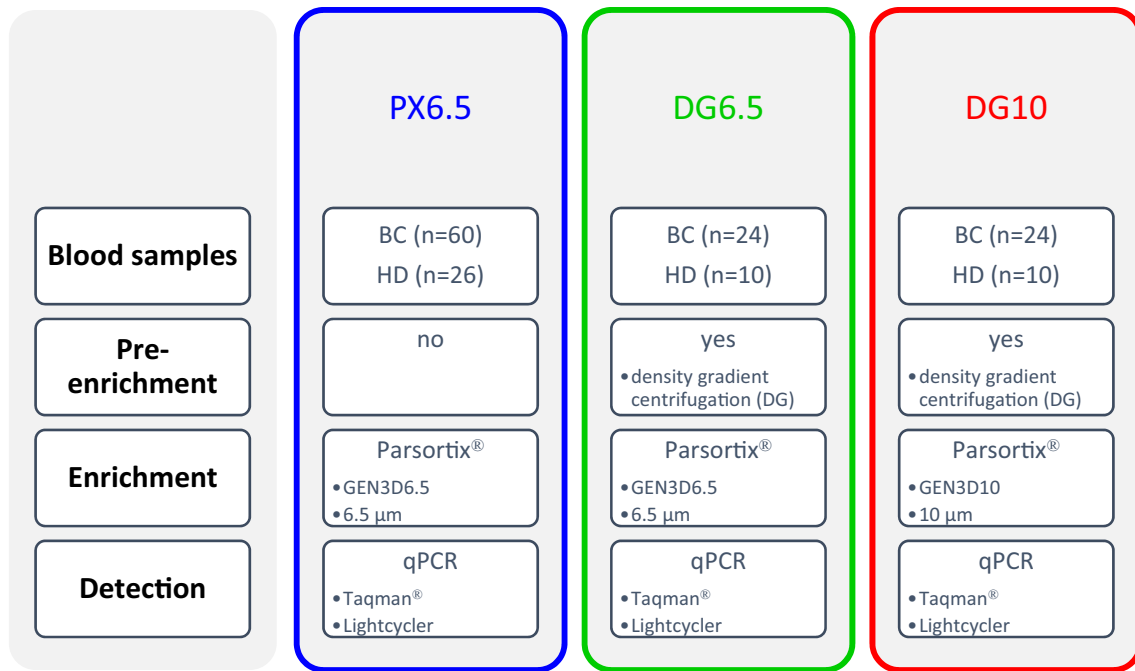 PX6.5
DG6.5
DG10
Blood samples
BC (n=60)
HD (n=26)
BC (n=24)
HD (n=10)
BC (n=24)
HD (n=10)
Pre-
enrichment
no
yes
• density gradient
centrifugation (DG)
yes
• density gradient
centrifugation (DG)
Enrichment
Parsortix®
• GEN3D6.5
• 6.5 µm
Parsortix®
• GEN3D6.5
• 6.5 µm
Parsortix®
• GEN3D10
• 10 µm
Detection
qPCR
• Taqman®
• Lightcycler
qPCR
• Taqman®
• Lightcycler
qPCR
• Taqman®
• Lightcycler